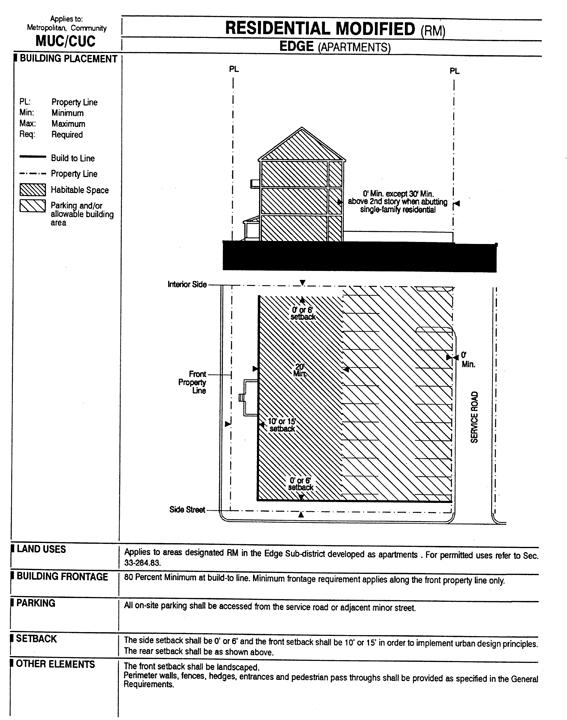 Applies to:
Metropolitan, Community
MUC/CUC
RESIDENTIAL MODIFIED (RM)
EDGE (APARTMENTS)
BUILDING PLACEMENT
PL: Property Line
Min: Minimum
Max: Maximum
Req: Required
Build to Line
Property Line
Habitable Space
Parking and/or
allowable building
area
PL
PL
0' Min. except 30' Min.
above 2nd story when abutting
single-family residential
Interior Side
0' or 6'
setback
Front
Property
Line
20'
Min.
0'
Min.
10' or 15'
setback
SERVICE ROAD
0' or 6'
setback
Side Street
LAND USES
Applies to areas designated RM in the Edge Sub-district developed as apartments . For permitted uses refer to Sec.
33-284.83.
BUILDING FRONTAGE
80 Percent Minimum at build-to line. Minimum frontage requirement applies along the front property line only.
PARKING
All on-site parking shall be accessed from the service road or adjacent minor street.
SETBACK
The side setback shall be 0' or 6' and the front setback shall be 10' or 15' in order to implement urban design principles.
The rear setback shall be as shown above.
OTHER ELEMENTS
The front setback shall be landscaped.
Perimeter walls, fences, hedges, entrances and pedestrian pass throughs shall be provided as specified in the General
Requirements.